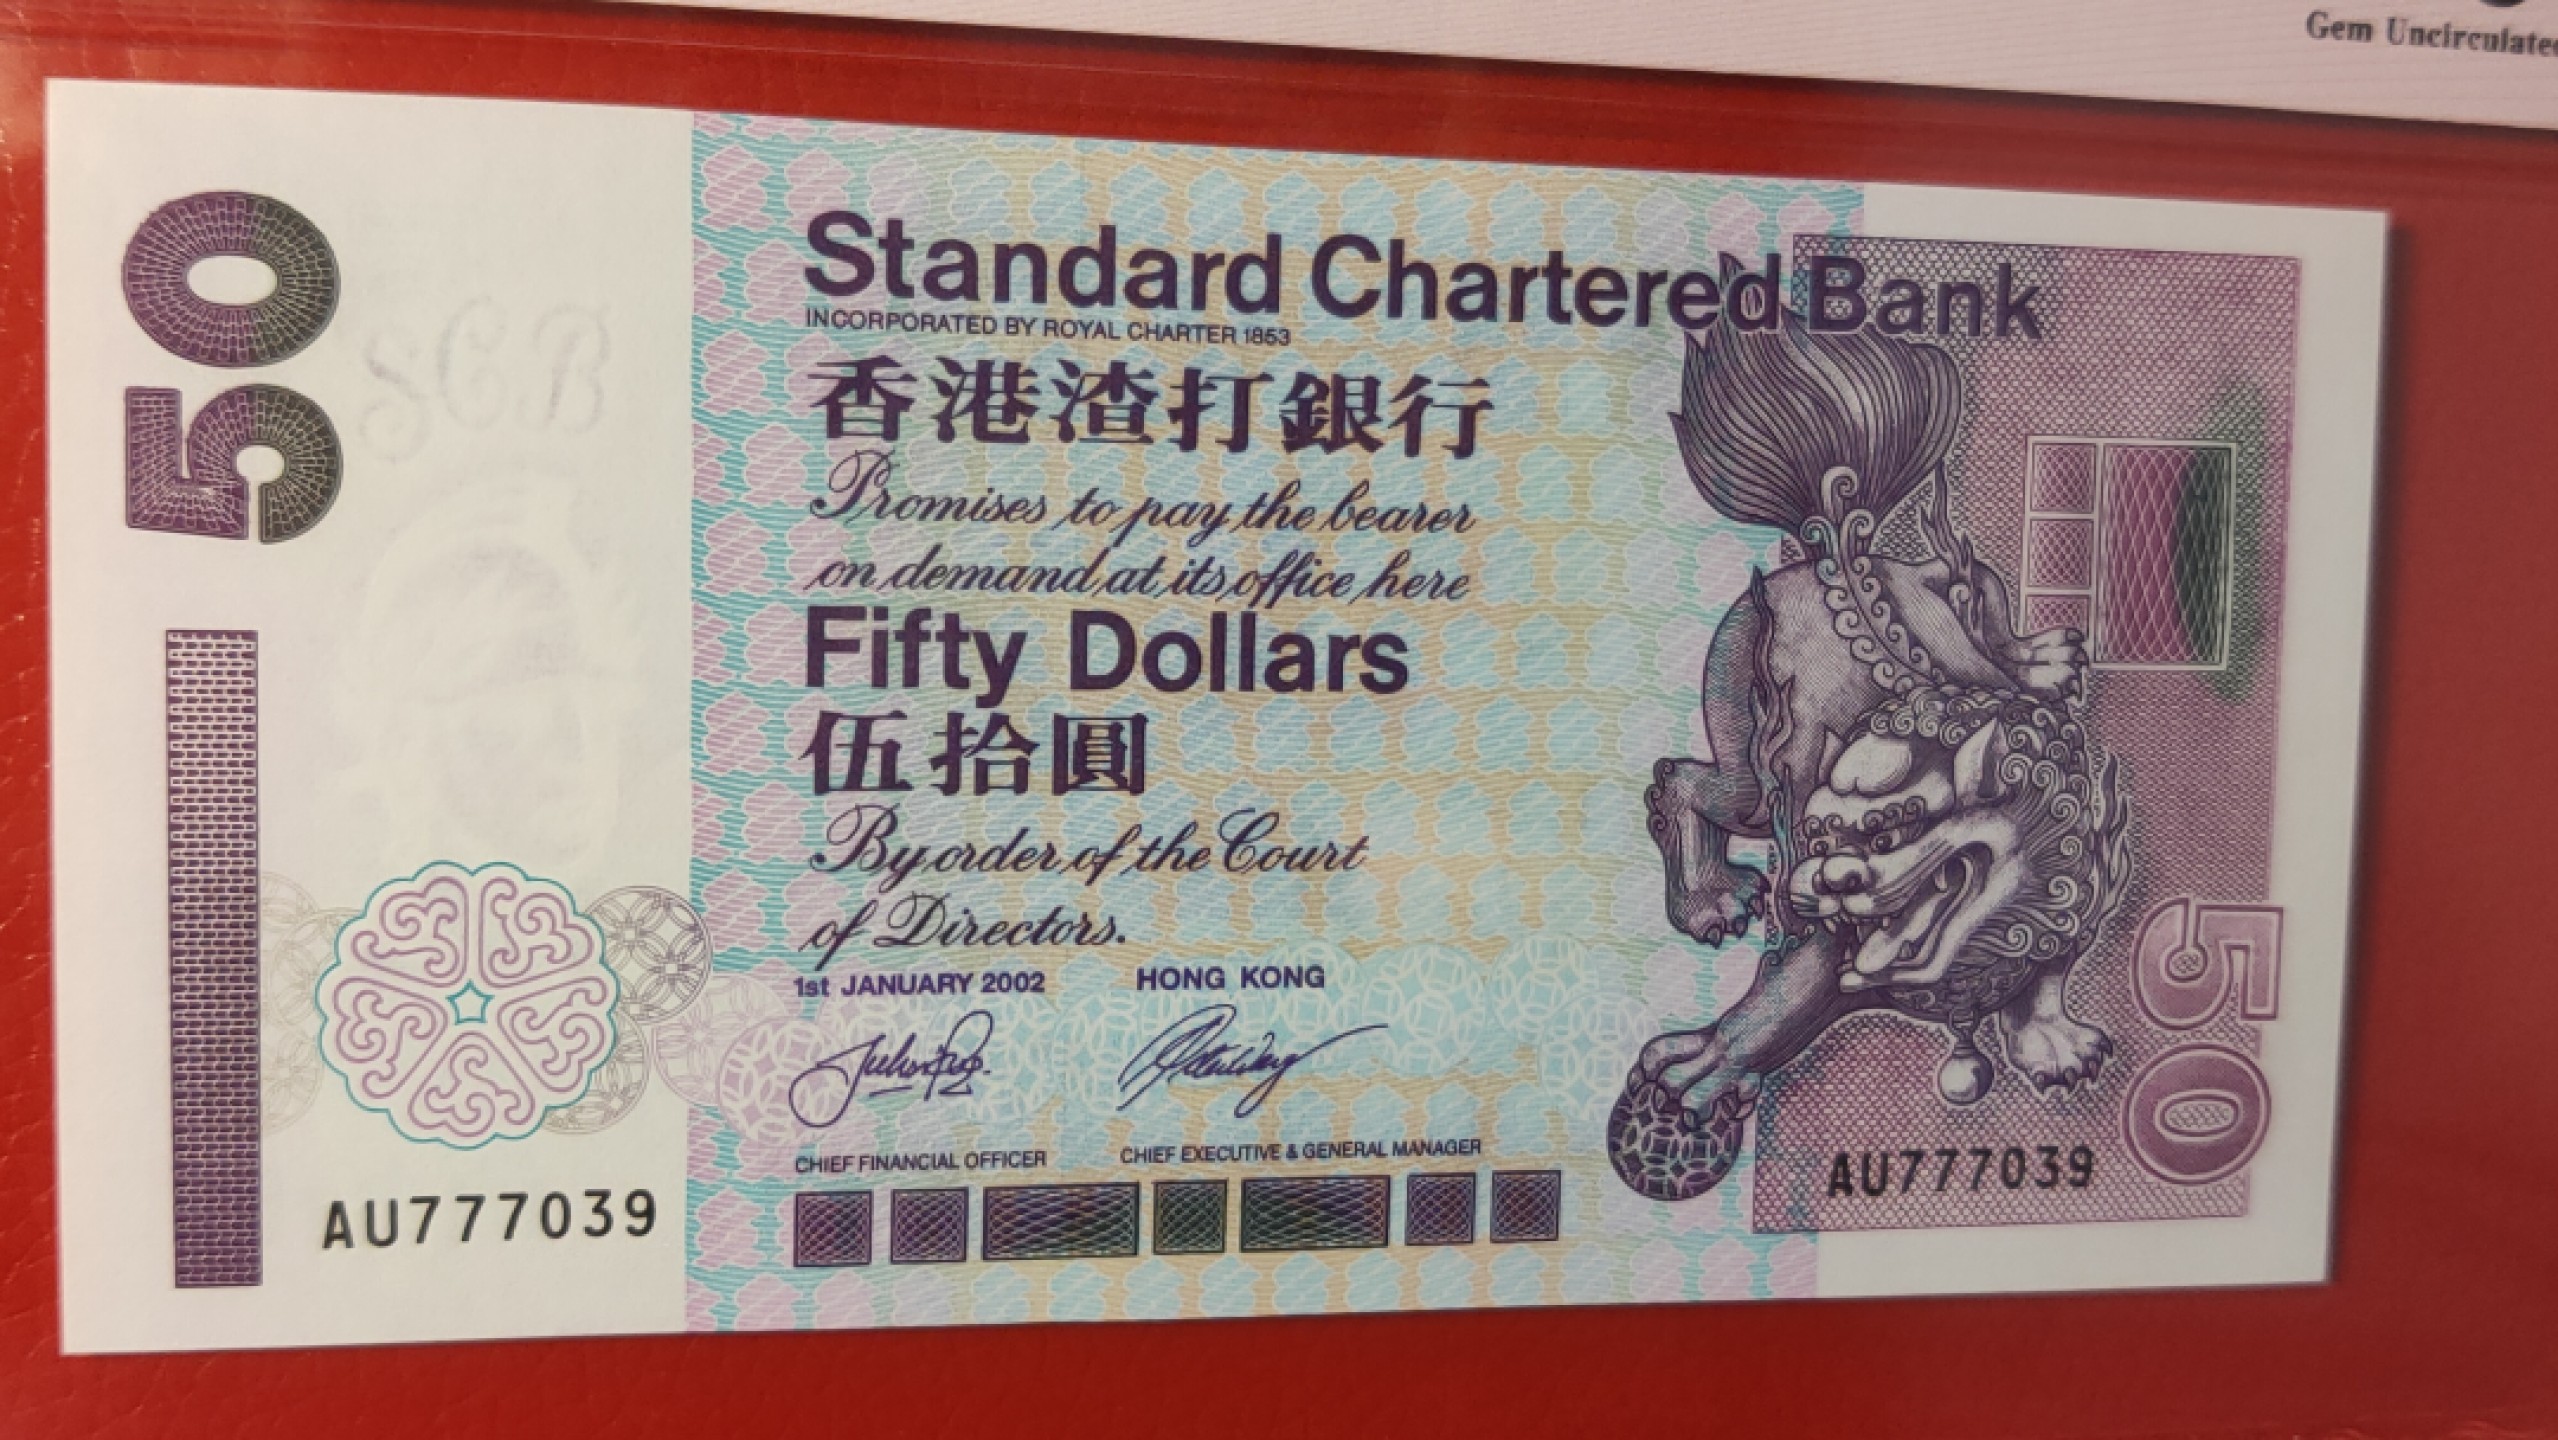 Gem Uncirculated
50
Standard Chartered Bank
INCORPORATED BY ROYAL CHARTER 1853
香港渣打銀行
Promises to pay the bearer
on demand at its office here
Fifty Dollars
伍拾圓
By order of the Court
of Directors.
1st JANUARY 2002 HONG KONG
CHIEF FINANCIAL OFFICER CHIEF EXECUTIVE & GENERAL MANAGER
AU777039
50
AU777039